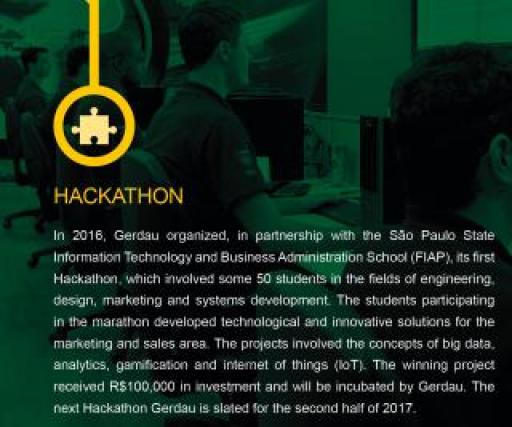 HACKATHON
In 2016, Gerdau organized, in partnership with the São Paulo State
Information Technology and Business Administration School (FIAP), its first
Hackathon, which involved some 50 students in the fields of engineering,
design, marketing and systems development. The students participating
in the marathon developed technological and innovative solutions for the
marketing and sales area. The projects involved the concepts of big data,
analytics, gamification and internet of things (IoT). The winning project
received R$100,000 in investment and will be incubated by Gerdau. The
next Hackathon Gerdau is slated for the second half of 2017.